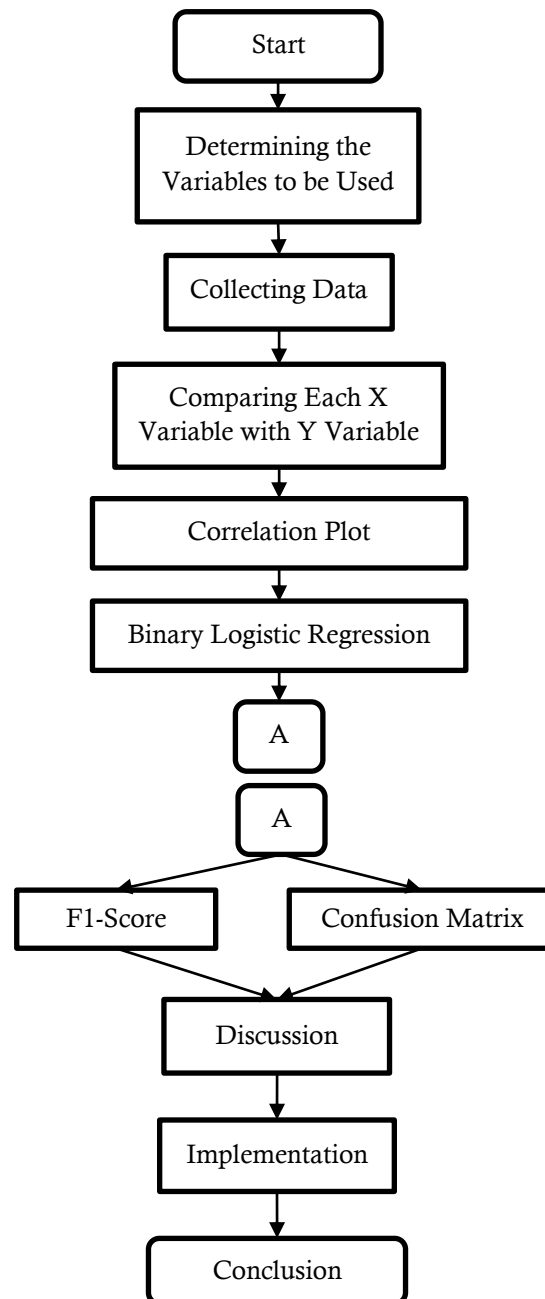 Start
Determining the
Variables to be Used
Collecting Data
Comparing Each X
Variable with Y Variable
Correlation Plot
Binary Logistic Regression
A
A
F1-Score
Confusion Matrix
Discussion
Implementation
Conclusion